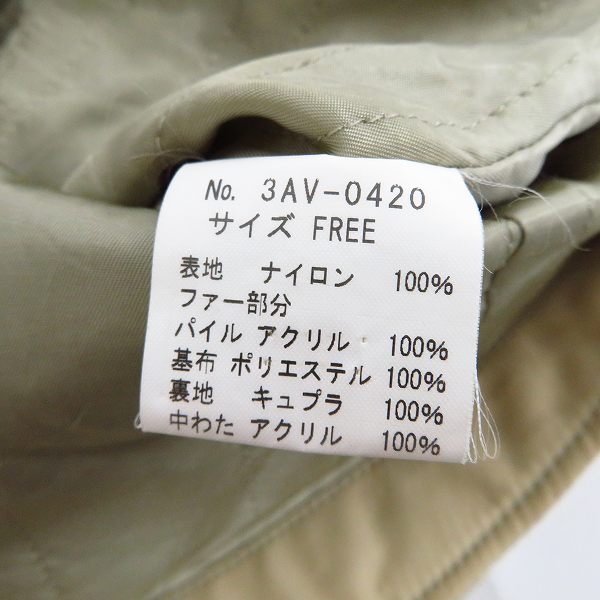 No. 3AV-0420
サイズ FREE
表地 ナイロン 100%
ファー部分
パイル アクリル 100%
基布 ポリエステル 100%
裏地 キュプラ 100%
中わた アクリル 100%